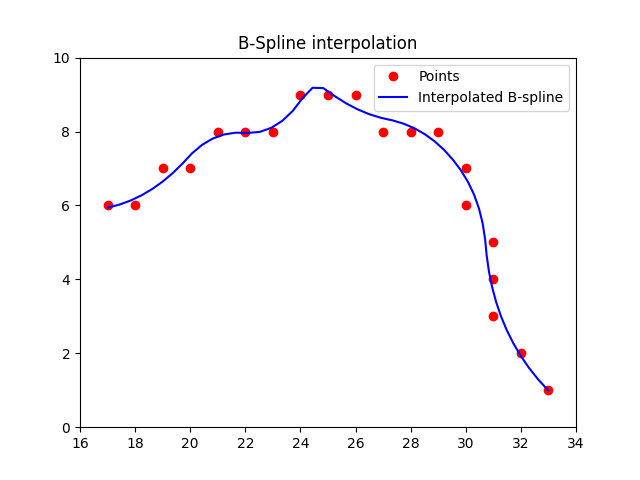 B-Spline interpolation
Points
Interpolated B-spline
10
8
6
4
2
0
16 18 20 22 24 26 28 30 32 34